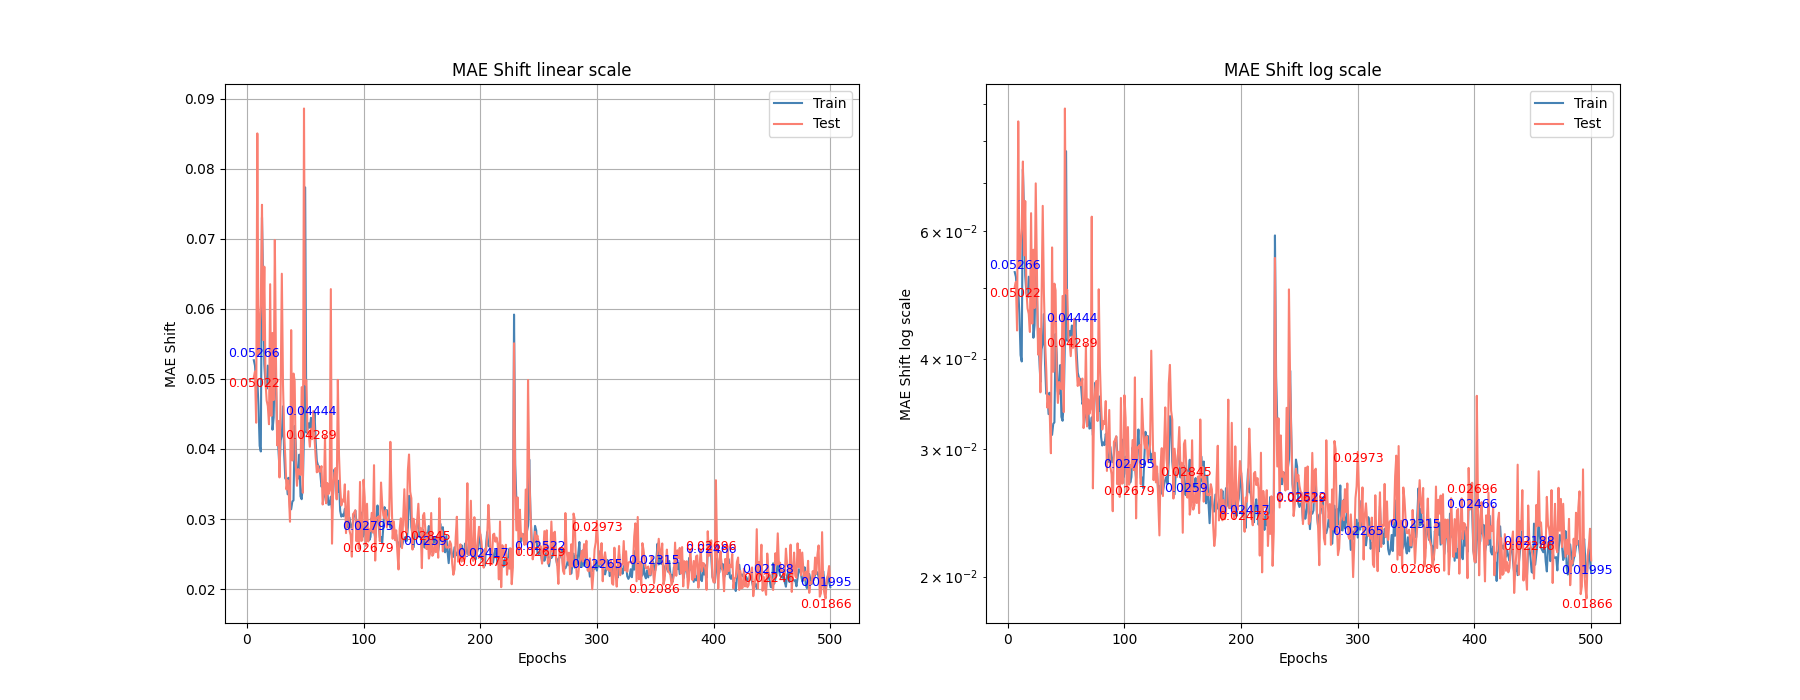 MAE Shift linear scale
MAE Shift log scale
Train
Test
Train
Test
0.09
0.08
0.07
0.06
0.05
0.04
0.03
0.02
MAE Shift
0.05266
0.05022
0.04444
0.04289
0.02795
0.02679
0.0259
0.02417
0.02473
0.02522
0.02973
0.02265
0.02315
0.02086
0.02188
0.02246
0.01995
0.01866
0 100 200 300 400 500
Epochs
6 × 10⁻²
4 × 10⁻²
3 × 10⁻²
2 × 10⁻²
MAE Shift log scale
0.05266
0.05022
0.04444
0.04289
0.02795
0.02679
0.02845
0.0259
0.02417
0.02473
0.02522
0.02973
0.02265
0.02315
0.02086
0.02696
0.02466
0.02188
0.02246
0.01995
0.01866
0 100 200 300 400 500
Epochs